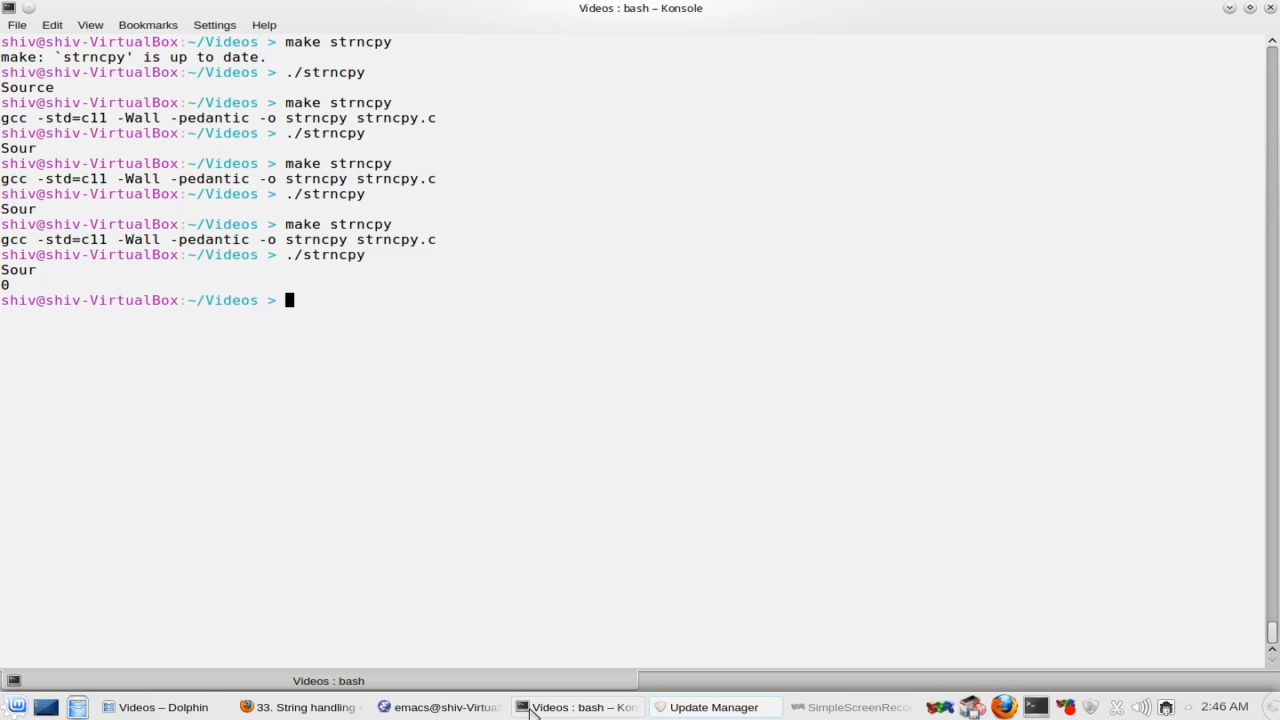 Videos : bash – Konsole
File Edit View Bookmarks Settings Help
shiv@shiv-VirtualBox:~/Videos > make strncpy
make: `strncpy' is up to date.
shiv@shiv-VirtualBox:~/Videos > ./strncpy
Source
shiv@shiv-VirtualBox:~/Videos > make strncpy
gcc -std=c11 -Wall -pedantic -o strncpy strncpy.c
shiv@shiv-VirtualBox:~/Videos > ./strncpy
Sour
shiv@shiv-VirtualBox:~/Videos > make strncpy
gcc -std=c11 -Wall -pedantic -o strncpy strncpy.c
shiv@shiv-VirtualBox:~/Videos > ./strncpy
Sour
shiv@shiv-VirtualBox:~/Videos > make strncpy
gcc -std=c11 -Wall -pedantic -o strncpy strncpy.c
shiv@shiv-VirtualBox:~/Videos > ./strncpy
Sour
0
shiv@shiv-VirtualBox:~/Videos >
Videos : bash
Videos – Dolphin 33. String handling emacs@shiv-Virtual Videos : bash – Kon Update Manager SimpleScreenRecor 2:46 AM